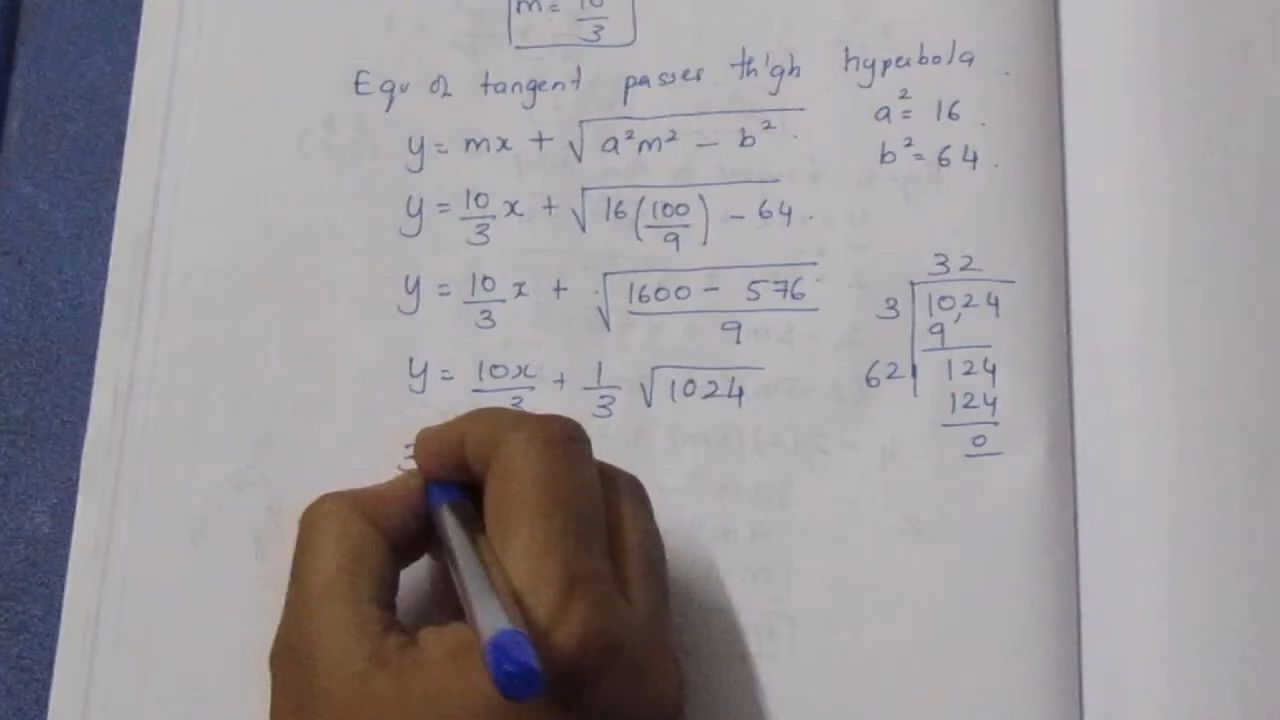 m = 10/3
Equ of tangent passes th'gh hyperbola
a² = 16
y = mx + √(a²m² - b²)
b² = 64
y = 10/3 x + √(16(100/9) - 64)
y = 10/3 x + √((1600 - 576)/9)
y = 10x/3 + 1/3 √1024
32
3 10,24
9
62 124
124
0